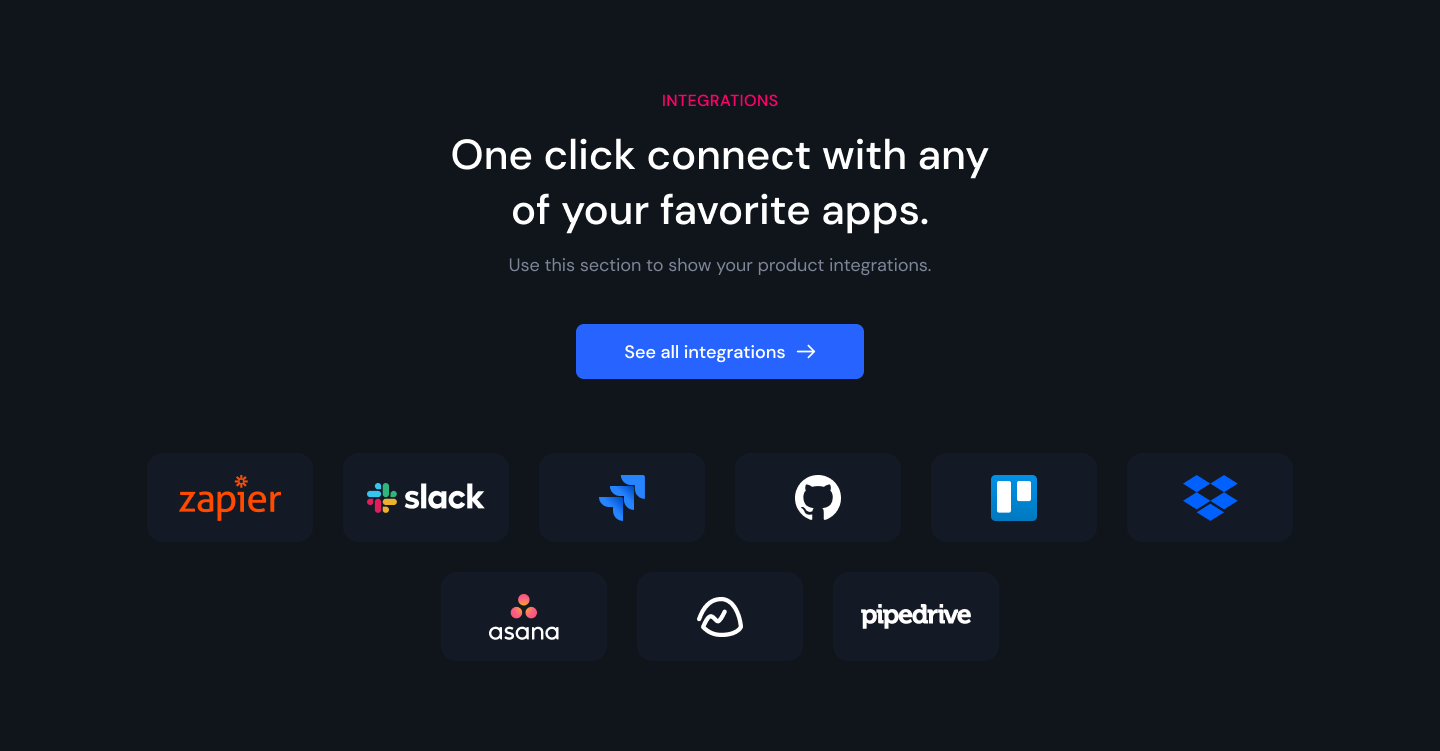 INTEGRATIONS
One click connect with any
of your favorite apps.
Use this section to show your product integrations.
See all integrations
zapier
slack
asana
pipedrive